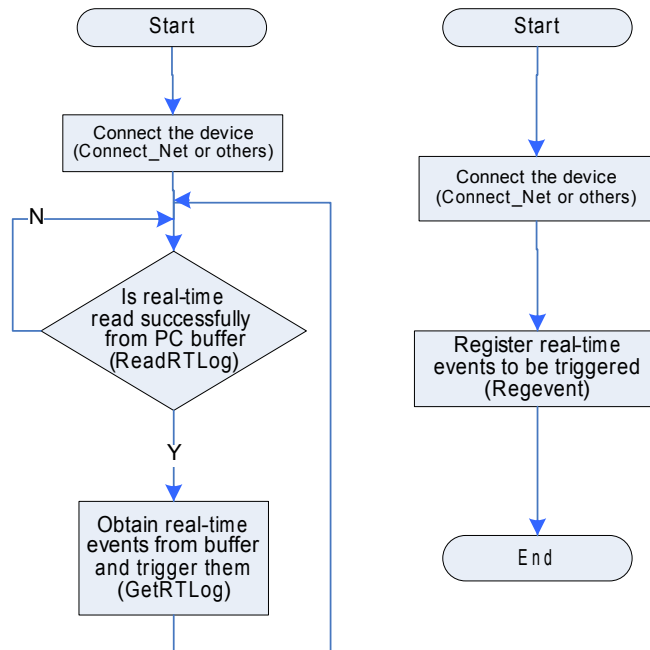 Start
Connect the device
(Connect_Net or others)
N
Is real-time
read successfully
from PC buffer
(ReadRTLog)
Y
Obtain real-time
events from buffer
and trigger them
(GetRTLog)
Start
Connect the device
(Connect_Net or others)
Register real-time
events to be triggered
(Regevent)
End